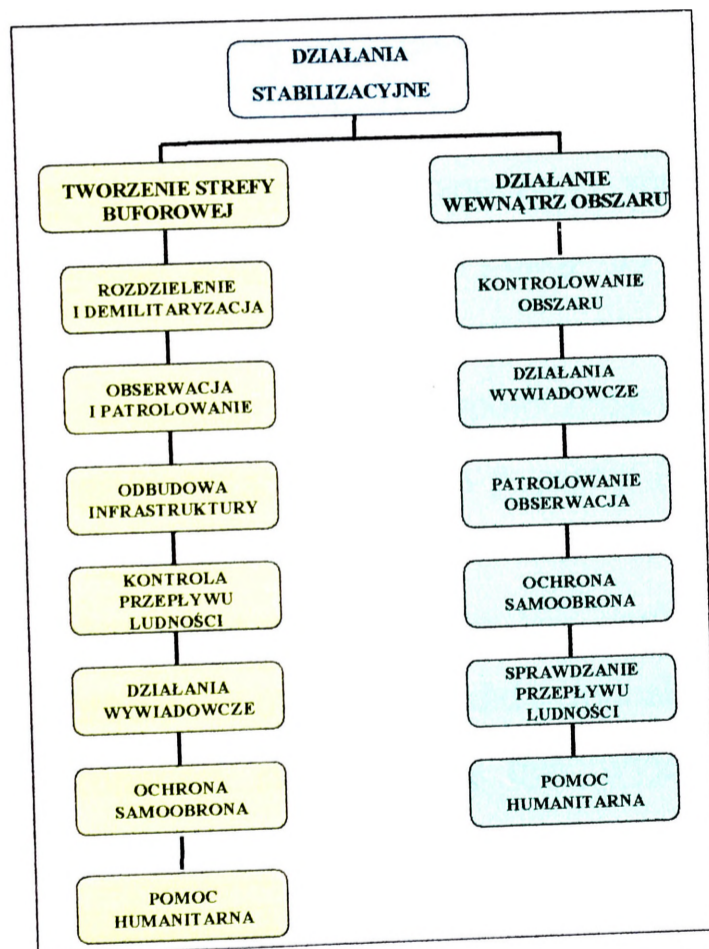 DZIAŁANIA
STABILIZACYJNE
TWORZENIE STREFY
BUFOROWEJ
ROZDZIELENIE
I DEMILITARYZACJA
OBSERWACJA
I PATROLOWANIE
ODBUDOWA
INFRASTRUKTURY
KONTROLA
PRZEPŁYWU
LUDNOŚCI
DZIAŁANIA
WYWIADOWCZE
OCHRONA
SAMOOBRONA
POMOC
HUMANITARNA
DZIAŁANIE
WEWNĄTRZ OBSZARU
KONTROLOWANIE
OBSZARU
DZIAŁANIA
WYWIADOWCZE
PATROLOWANIE
OBSERWACJA
OCHRONA
SAMOOBRONA
SPRAWDZANIE
PRZEPŁYWU
LUDNOŚCI
POMOC
HUMANITARNA